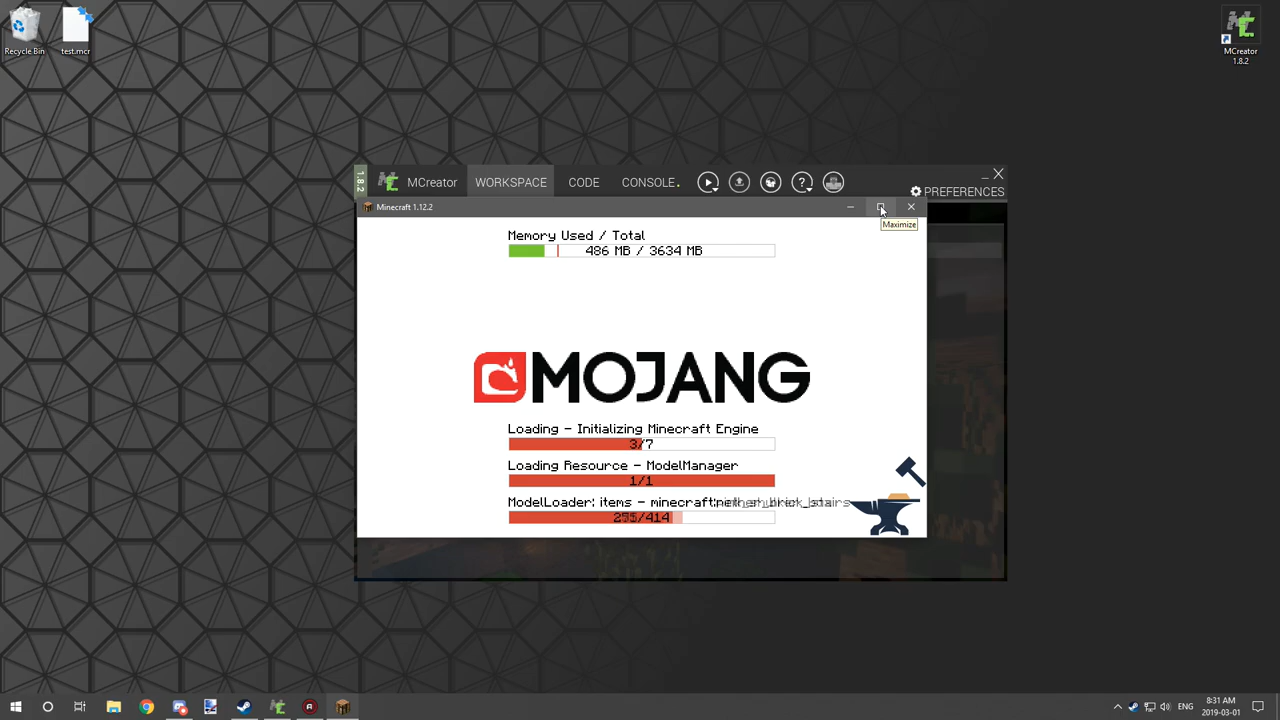 Recycle Bin
test.mcr
MCreator
1.8.2
1.8.2
MCreator WORKSPACE CODE CONSOLE.
PREFERENCES
Minecraft 1.12.2
Maximize
Memory Used / Total
486 MB / 3634 MB
MOJANG
Loading - Initializing Minecraft Engine
3/7
Loading Resource - ModelManager
1/1
ModelLoader: items - minecraft:
/414
ENG
8:31 AM
2019-03-01